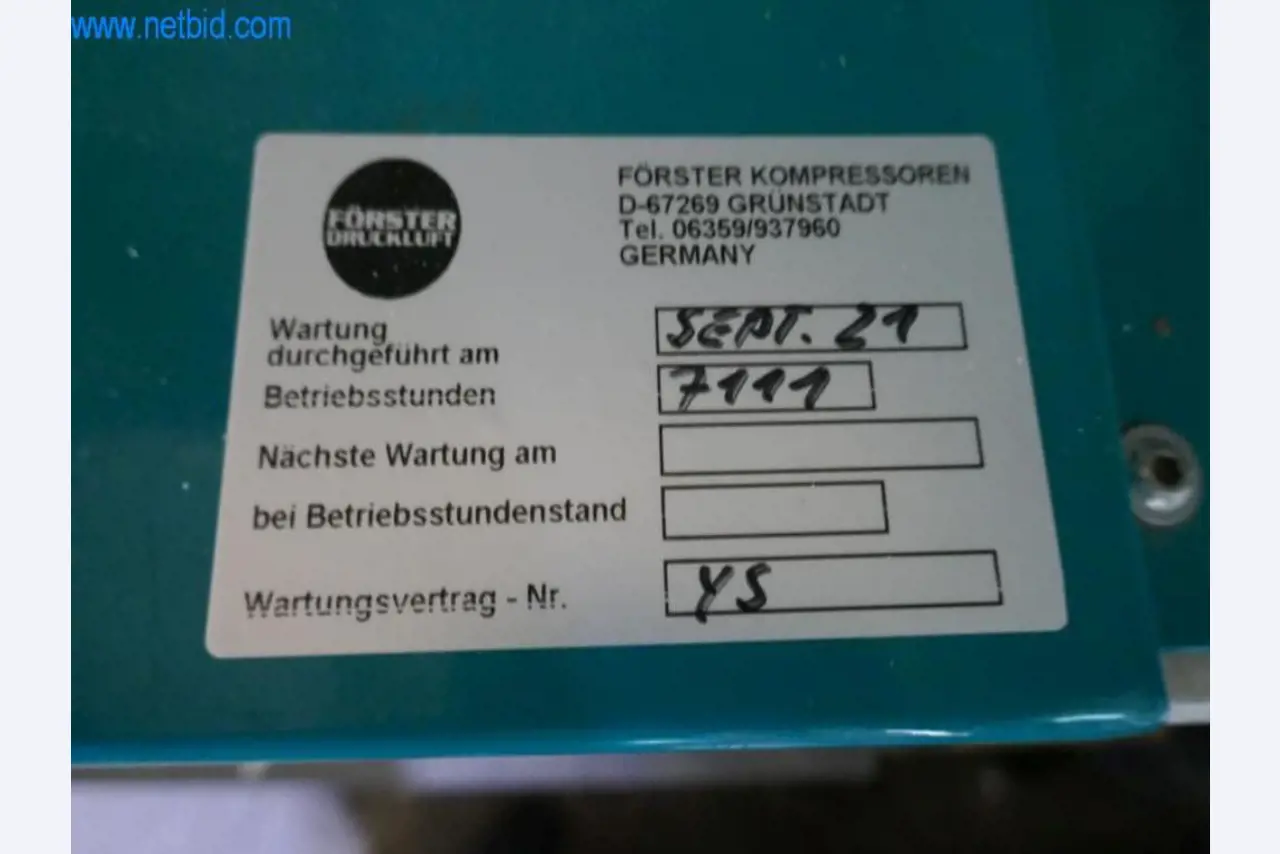 www.netbid.com
FÖRSTER
DRUCKLUFT
FÖRSTER KOMPRESSOREN
D-67269 GRÜNSTADT
Tel. 06359/937960
GERMANY
Wartung
durchgeführt am SEPT. 21
Betriebsstunden 7111
Nächste Wartung am
bei Betriebsstundenstand
Wartungsvertrag - Nr. YS